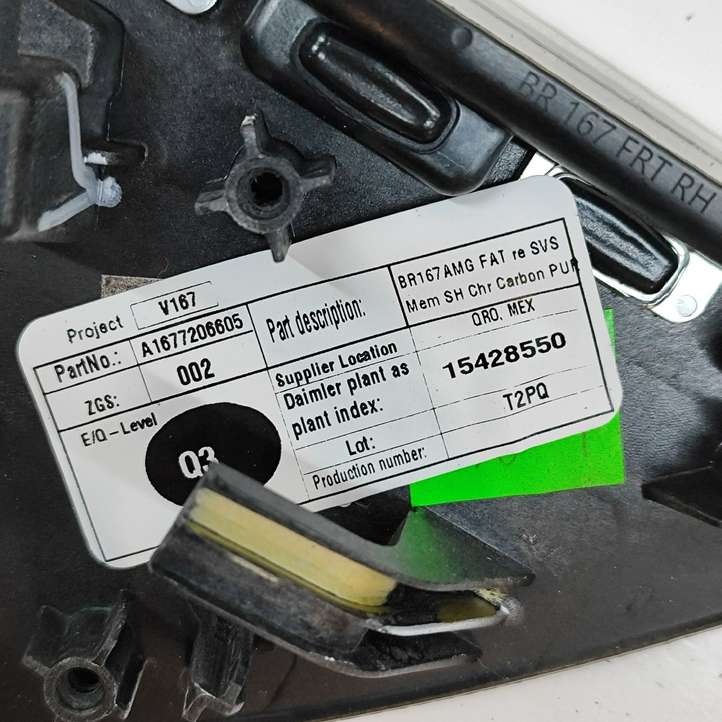 BR 167 FRT RH
Project V167
PartNo.: A1677206605
ZGS: 002
E/Q-Level
Q3
Part description:
BR167AMG FAT re SVS
Mem SH Chr Carbon PUR
Supplier Location QRO, MEX
Daimler plant as
plant index: 15428550
Lot: T2PQ
Production number: